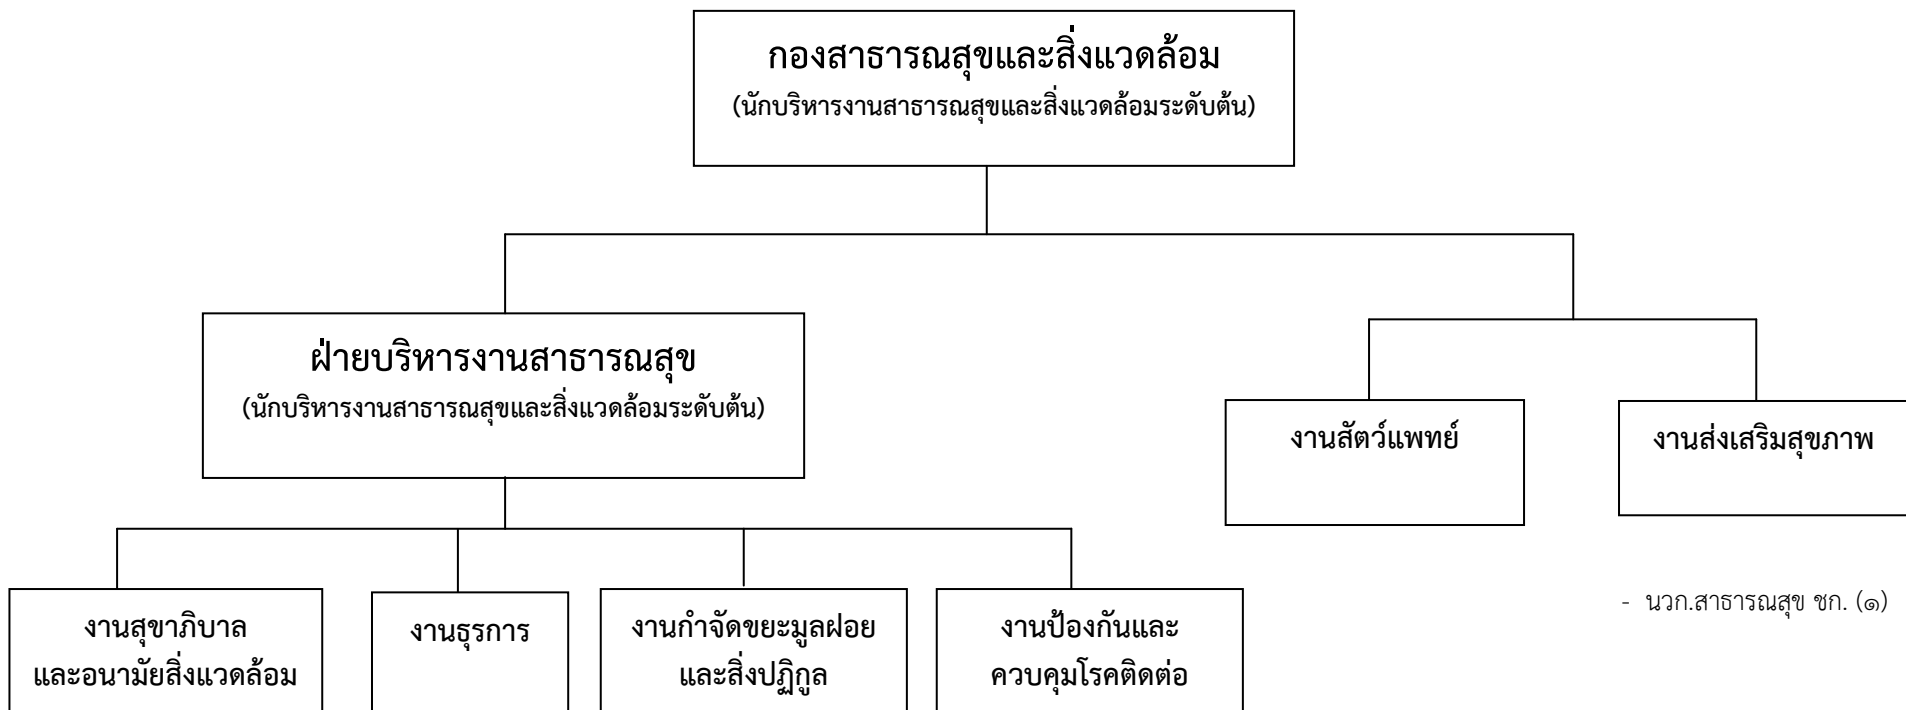 กองสาธารณสุขและสิ่งแวดล้อม
(นักบริหารงานสาธารณสุขและสิ่งแวดล้อมระดับต้น)
ฝ่ายบริหารงานสาธารณสุข
(นักบริหารงานสาธารณสุขและสิ่งแวดล้อมระดับต้น)
งานสัตว์แพทย์
งานส่งเสริมสุขภาพ
- นวก.สาธารณสุข ชก. (๑)
งานสุขาภิบาล
และอนามัยสิ่งแวดล้อม
งานธุรการ
งานกำจัดขยะมูลฝอย
และสิ่งปฏิกูล
งานป้องกันและ
ควบคุมโรคติดต่อ